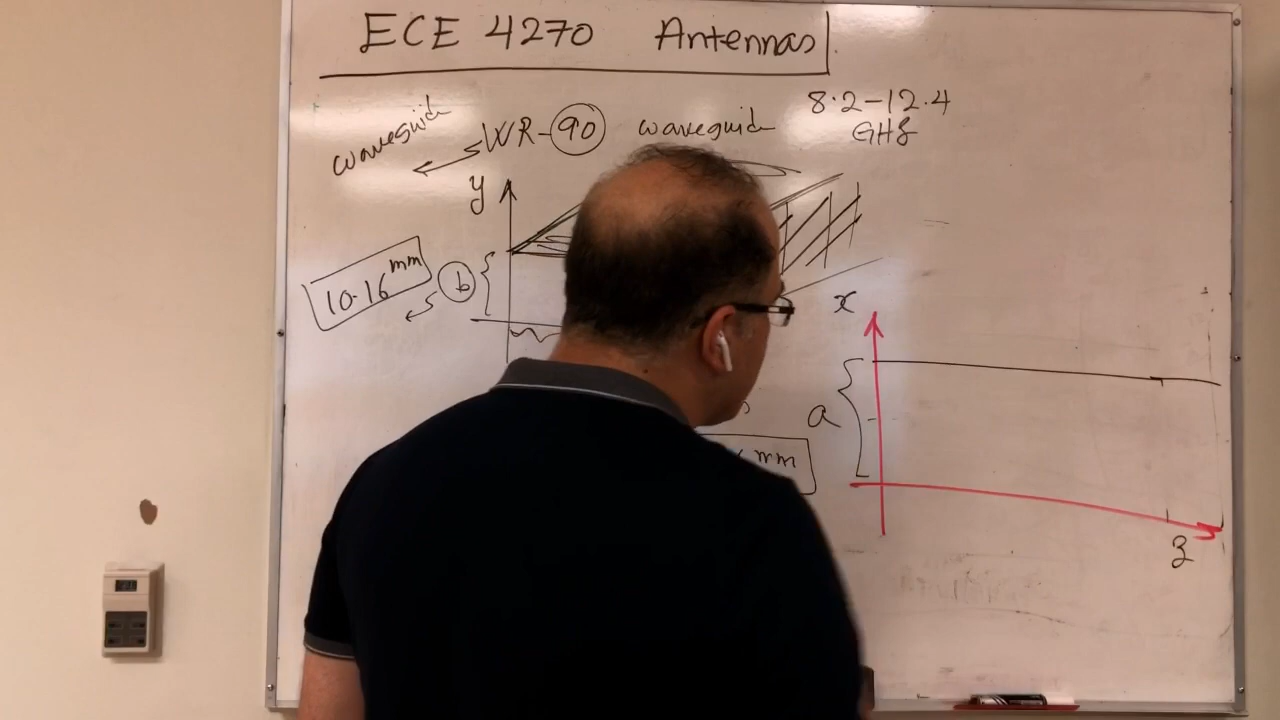 ECE 4270 Antennas
waveguide
WR-90 waveguide
8.2-12.4
GHz
y
10.16 mm
b
x
a
mm
z